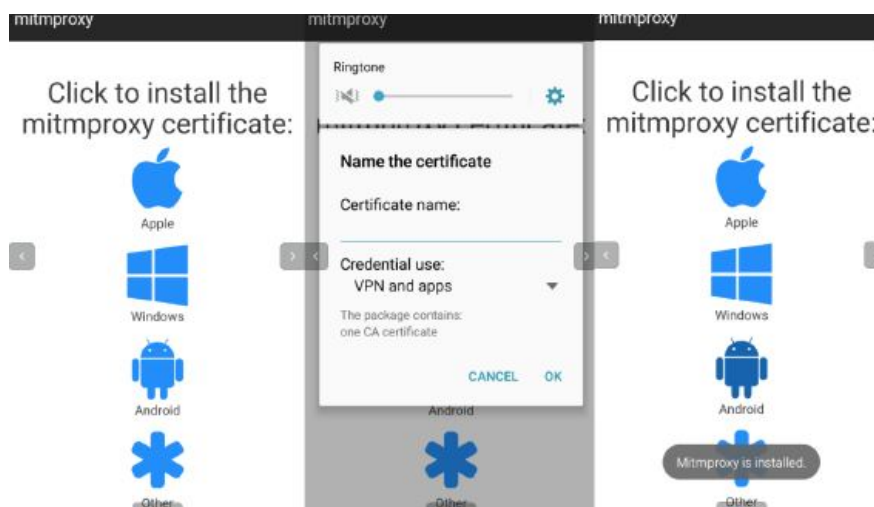 mitmproxy
Click to install the
mitmproxy certificate:
Apple
Windows
Android
Other
mitmproxy
Ringtone
Name the certificate
Certificate name:
Credential use:
VPN and apps
The package contains:
one CA certificate
CANCEL OK
Android
Other
mitmproxy
Click to install the
mitmproxy certificate:
Apple
Windows
Android
Mitmproxy is installed.
Other